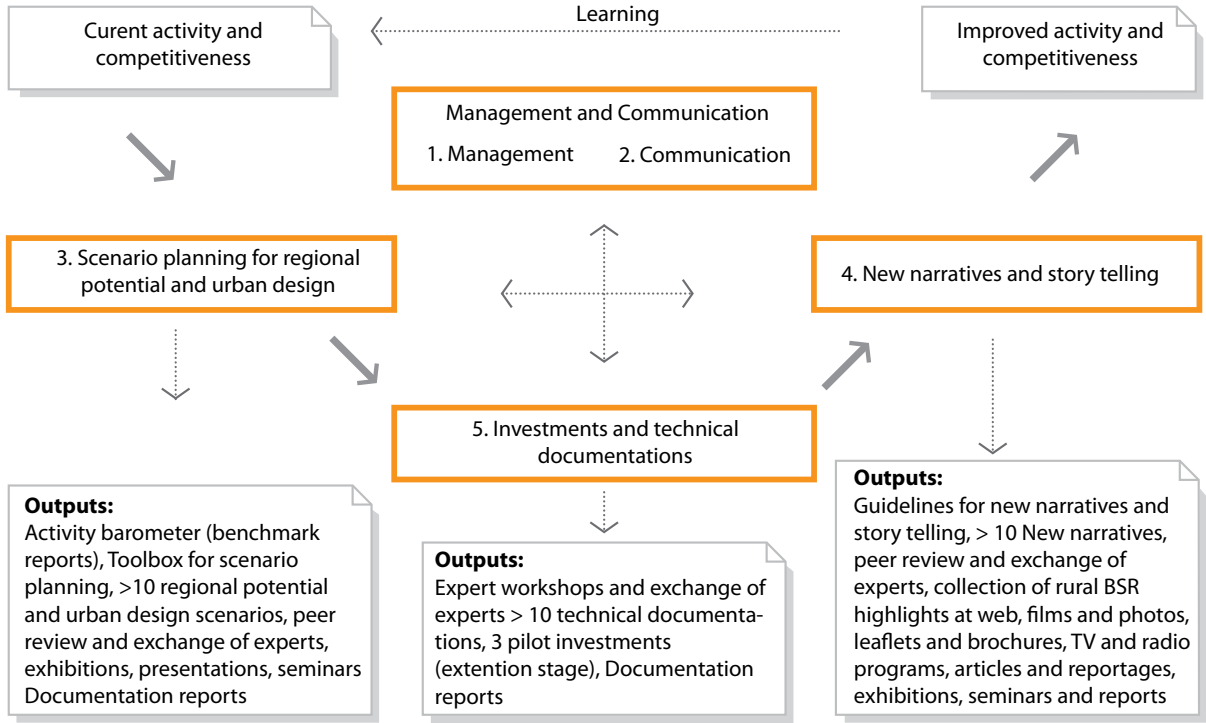 Learning
Curent activity and
competitiveness
Improved activity and
competitiveness
Management and Communication
1. Management 2. Communication
3. Scenario planning for regional
potential and urban design
4. New narratives and story telling
5. Investments and technical
documentations
Outputs:
Activity barometer (benchmark
reports), Toolbox for scenario
planning, >10 regional potential
and urban design scenarios, peer
review and exchange of experts,
exhibitions, presentations, seminars
Documentation reports
Outputs:
Expert workshops and exchange of
experts > 10 technical documenta-
tions, 3 pilot investments
(extention stage), Documentation
reports
Outputs:
Guidelines for new narratives and
story telling, > 10 New narratives,
peer review and exchange of
experts, collection of rural BSR
highlights at web, films and photos,
leaflets and brochures, TV and radio
programs, articles and reportages,
exhibitions, seminars and reports